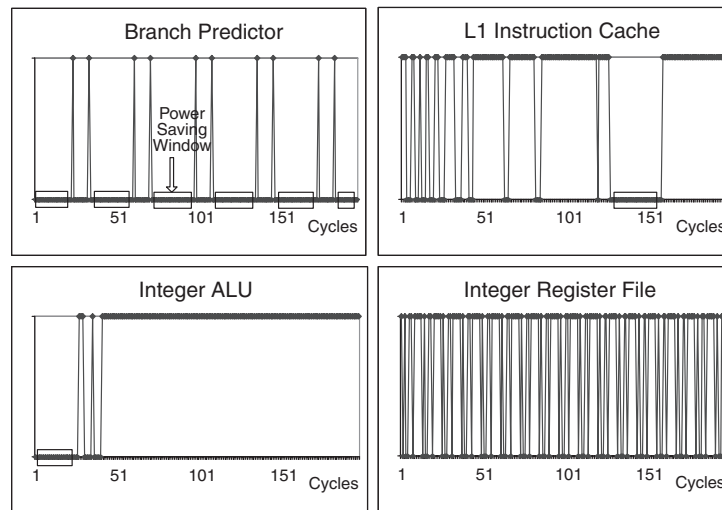 Branch Predictor
Power
Saving
Window
1 51 101 151
Cycles
L1 Instruction Cache
1 51 101 151
Cycles
Integer ALU
1 51 101 151
Cycles
Integer Register File
1 51 101 151
Cycles